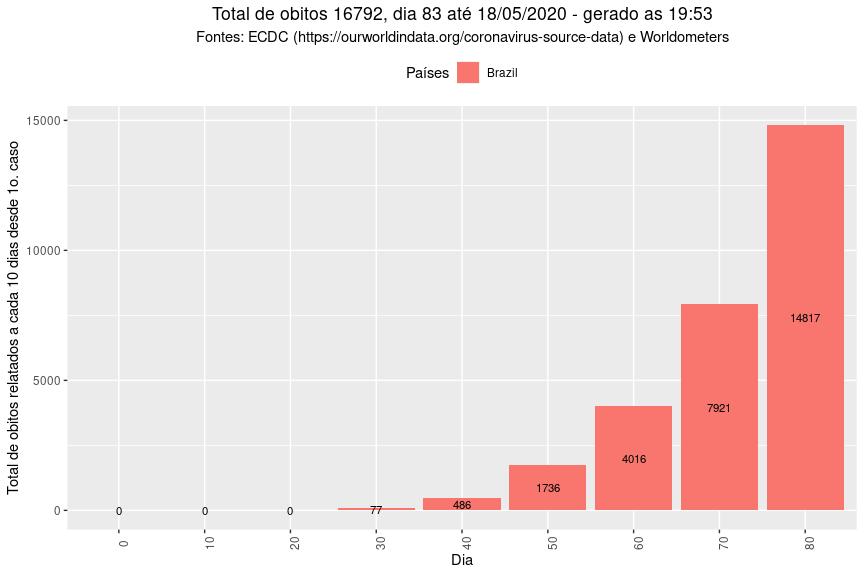 Total de obitos 16792, dia 83 até 18/05/2020 - gerado as 19:53
Fontes: ECDC (https://ourworldindata.org/coronavirus-source-data) e Worldometers
Países Brazil
Total de obitos relatados a cada 10 dias desde 1o. caso
15000
10000
5000
0
0 0 0 77 486 1736 4016 7921 14817
0 10 20 30 40 50 60 70 80
Dia